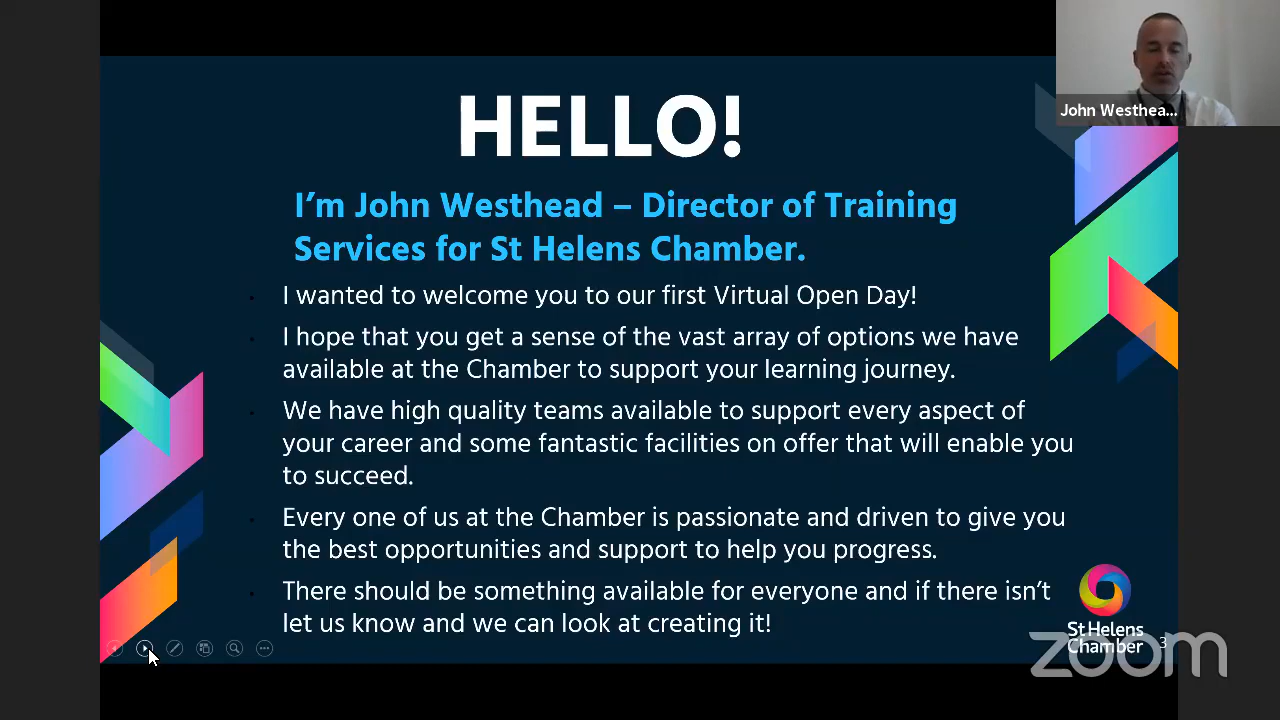 HELLO!
John Westhea...
I'm John Westhead – Director of Training
Services for St Helens Chamber.
I wanted to welcome you to our first Virtual Open Day!
I hope that you get a sense of the vast array of options we have
available at the Chamber to support your learning journey.
We have high quality teams available to support every aspect of
your career and some fantastic facilities on offer that will enable you
to succeed.
Every one of us at the Chamber is passionate and driven to give you
the best opportunities and support to help you progress.
There should be something available for everyone and if there isn't
let us know and we can look at creating it!
St Helens
Chamber
3
zoom